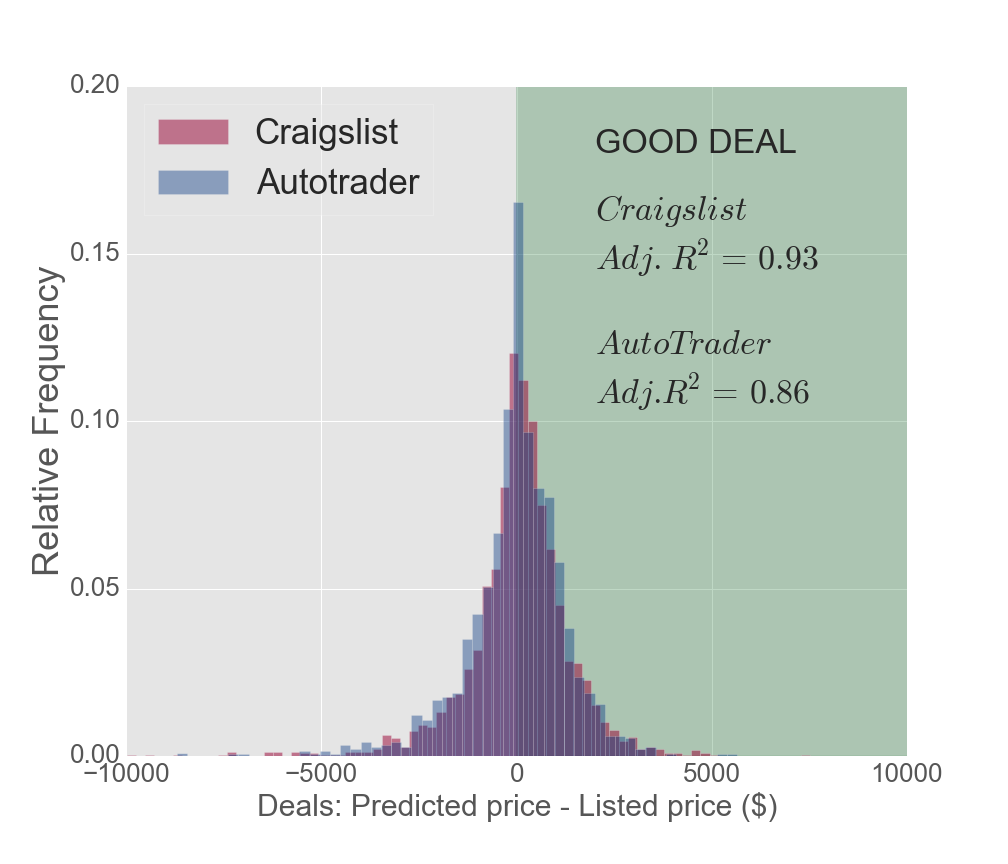 0.20
0.15
0.10
0.05
0.00
Relative Frequency
Craigslist
Autotrader
GOOD DEAL
Craigslist
Adj. R² = 0.93
AutoTrader
Adj.R² = 0.86
−10000
−5000
0
5000
10000
Deals: Predicted price - Listed price ($)